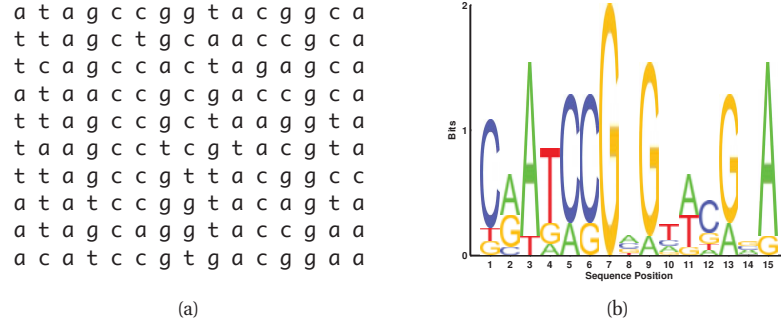 a t a g c c g g t a c g g c a
t t a g c t g c a a c c g c a
t c a g c c a c t a g a g c a
a t a a c c g c g a c c g c a
t t a g c c g c t a a g g t a
t a a g c c t c g t a c g t a
t t a g c c g t t a c g g c c
a t a t c c g g t a c a g t a
a t a g c a g g t a c c g a a
a c a t c c g t g a c g g a a
(a)
2
1
0
Bits
C A A T C C G A G T A C G A
T G T G A G A T G A G
G C A
1 2 3 4 5 6 7 8 9 10 11 12 13 14 15
Sequence Position
(b)